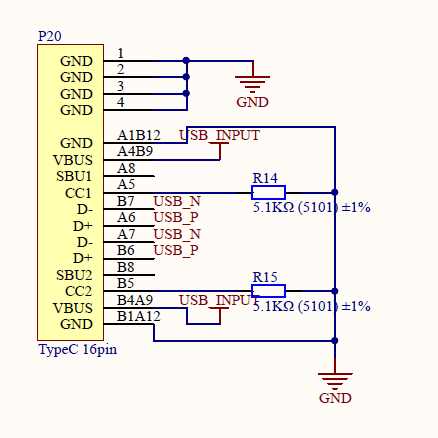 P20
GND 1
GND 2
GND 3
GND 4
GND
GND A1B12 USB_INPUT
VBUS A4B9
SBU1 A8
CC1 A5 R14
5.1KΩ (5101) ±1%
D- B7 USB_N
D+ A6 USB_P
D- A7 USB_N
D+ B6 USB_P
SBU2 B8
CC2 B5 R15
VBUS B4A9 USB_INPUT 5.1KΩ (5101) ±1%
GND B1A12
TypeC 16pin
GND